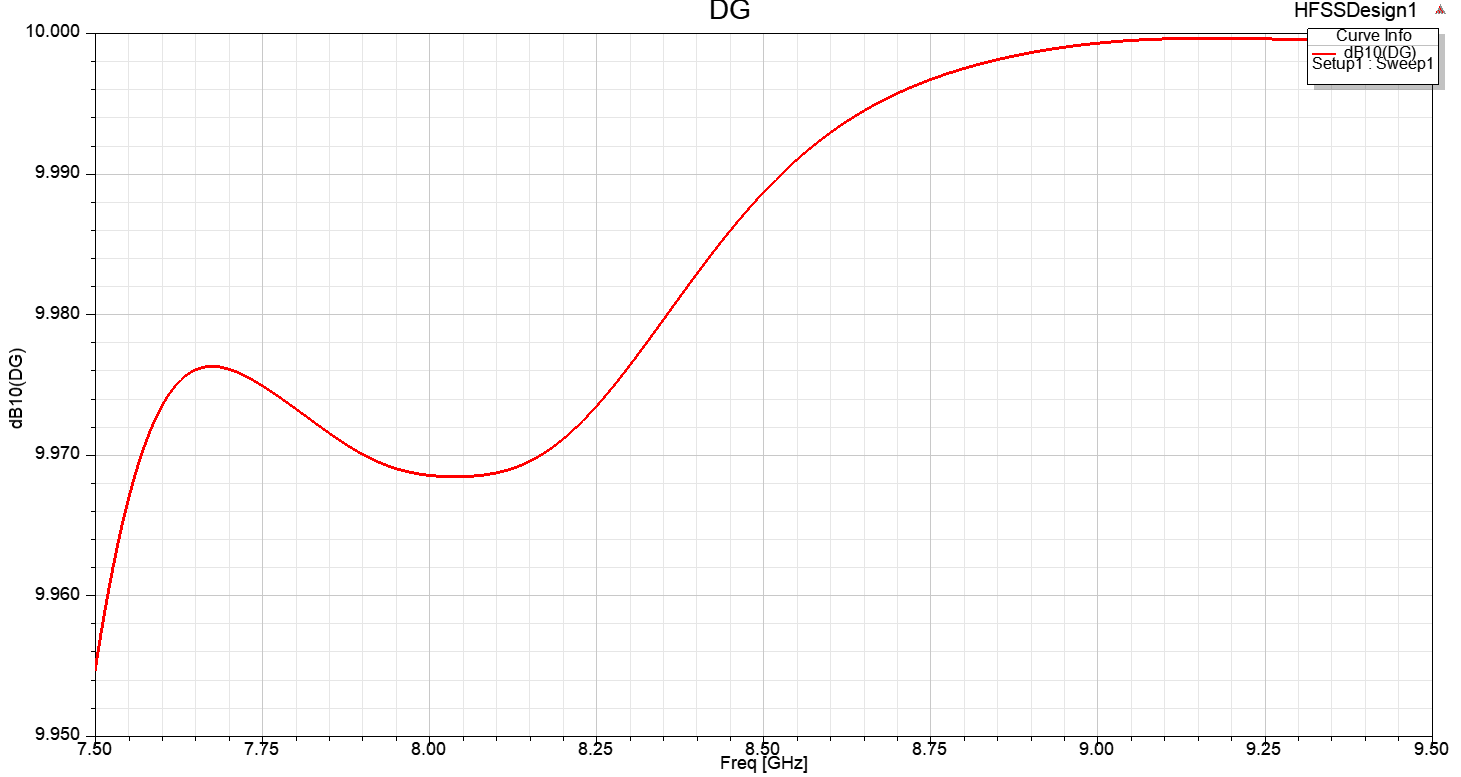 DG
HFSSDesign1
Curve Info
dB10(DG)
Setup1 : Sweep1
10.000
9.990
9.980
9.970
9.960
9.950
dB10(DG)
7.50 7.75 8.00 8.25 8.50 8.75 9.00 9.25 9.50
Freq [GHz]